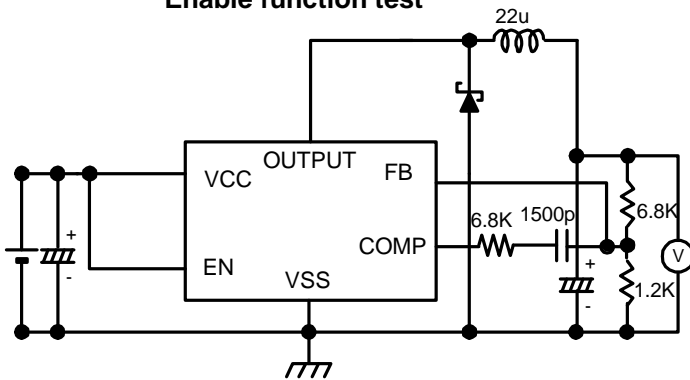 Enable function test
22u
VCC
OUTPUT
FB
6.8K
6.8K
1500p
COMP
+
-
EN
VSS
+
-
V
1.2K